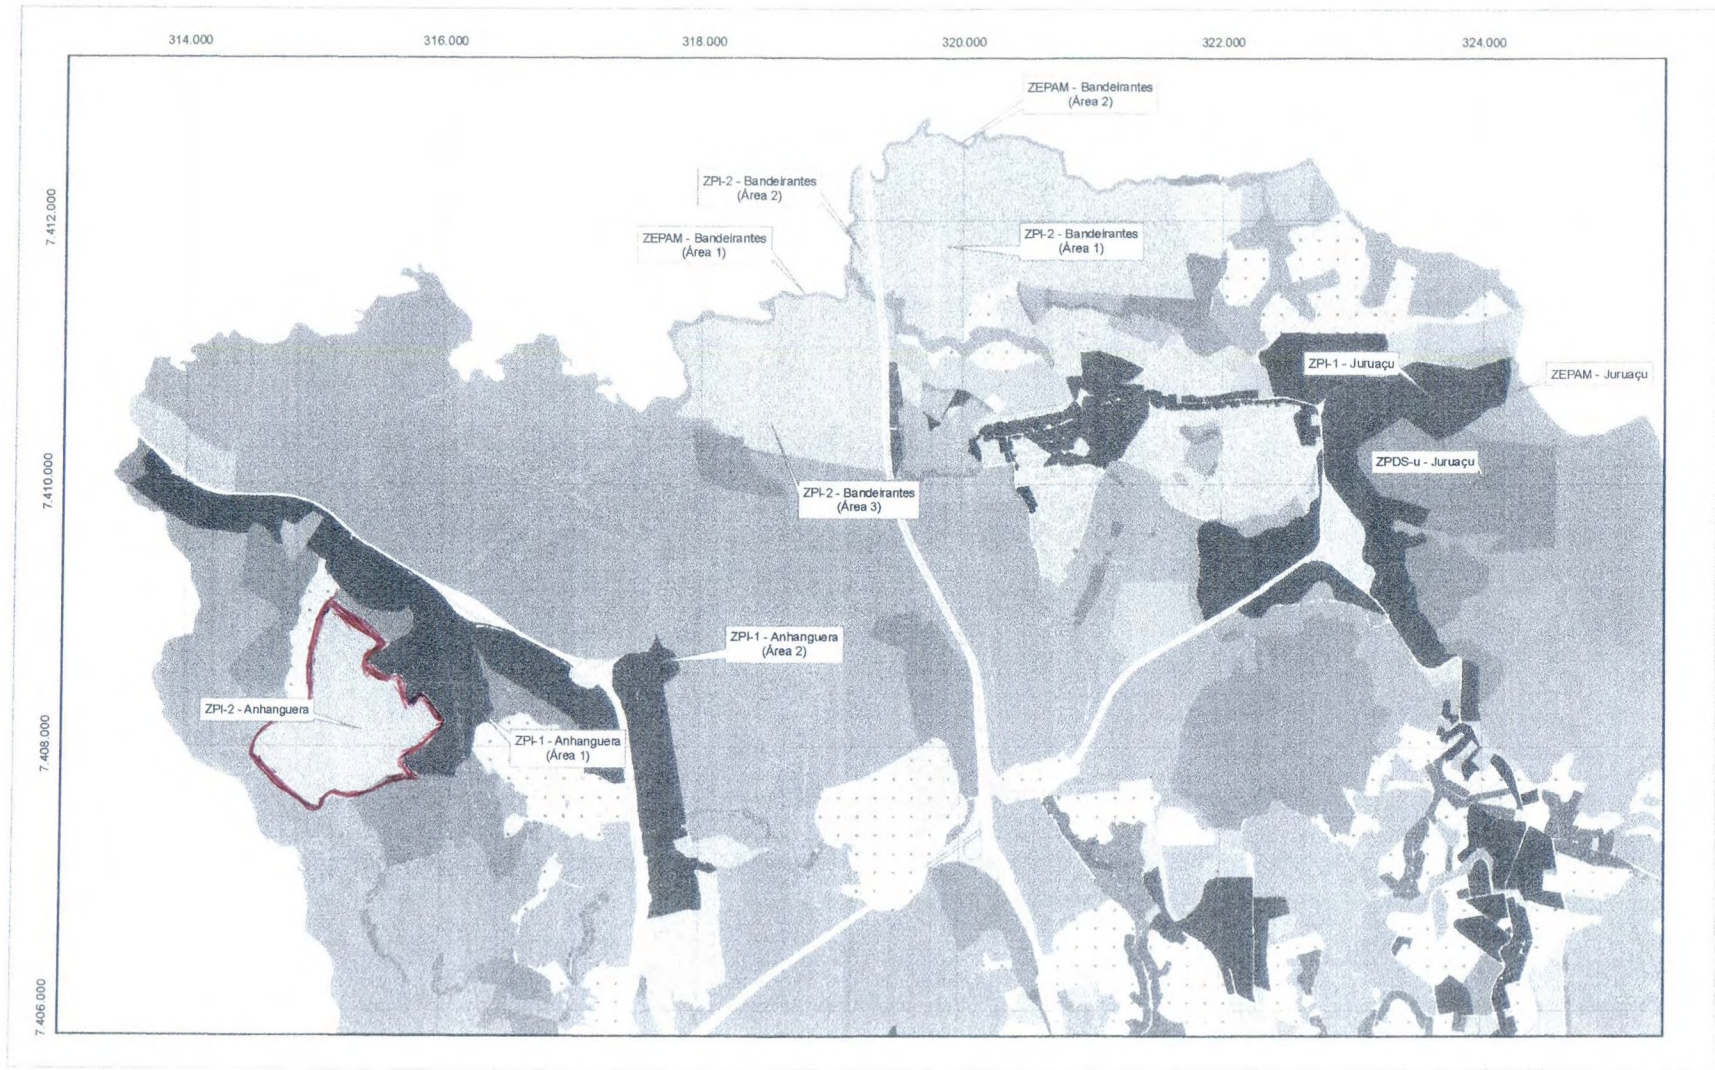 314.000
316.000
318.000
320.000
322.000
324.000
ZEPAM - Bandeirantes
(Área 2)
ZPI-2 - Bandeirantes
(Área 2)
7.412.000
ZEPAM - Bandeirantes
(Área 1)
ZPI-2 - Bandeirantes
(Área 1)
ZPI-1 - Juruaçu
ZEPAM - Juruaçu
7.410.000
ZPDS-u - Juruaçu
ZPI-2 - Bandeirantes
(Área 3)
ZPI-1 - Anhanguera
(Área 2)
ZPI-2 - Anhanguera
7.408.000
ZPI-1 - Anhanguera
(Área 1)
7.406.000